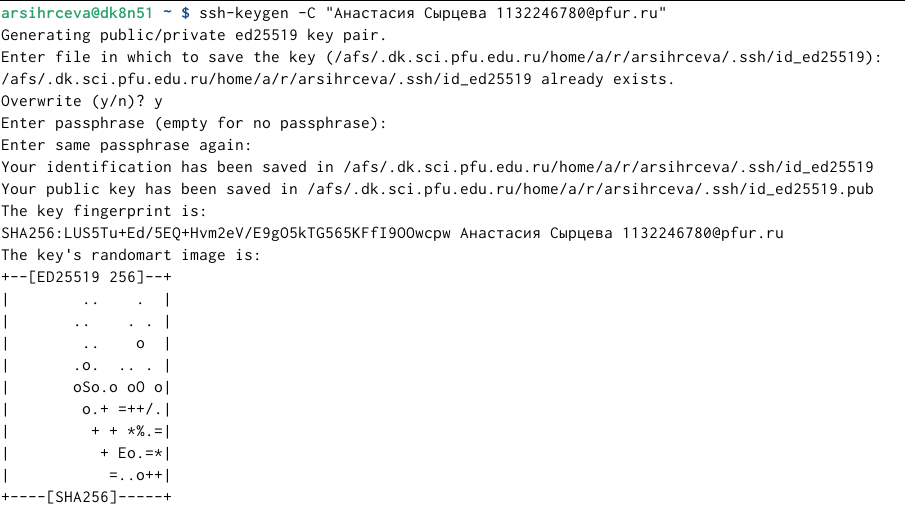 arsihrceva@dk8n51 ~ $ ssh-keygen -C "Анастасия Сырцева 1132246780@pfur.ru"
Generating public/private ed25519 key pair.
Enter file in which to save the key (/afs/.dk.sci.pfu.edu.ru/home/a/r/arsihrceva/.ssh/id_ed25519):
/afs/.dk.sci.pfu.edu.ru/home/a/r/arsihrceva/.ssh/id_ed25519 already exists.
Overwrite (y/n)? y
Enter passphrase (empty for no passphrase):
Enter same passphrase again:
Your identification has been saved in /afs/.dk.sci.pfu.edu.ru/home/a/r/arsihrceva/.ssh/id_ed25519
Your public key has been saved in /afs/.dk.sci.pfu.edu.ru/home/a/r/arsihrceva/.ssh/id_ed25519.pub
The key fingerprint is:
SHA256:LUS5Tu+Ed/5EQ+Hvm2eV/E9gO5kTG565KFfI9OOwcpw Анастасия Сырцева 1132246780@pfur.ru
The key's randomart image is:
+--[ED25519 256]--+
|        ..    .  |
|       ..    . . |
|        ..    o  |
|       .o.  .. . |
|       oSo.o oO o|
|        o.+ =++/.|
|         + + *%.=|
|          + Eo.=*|
|           =..o++|
+----[SHA256]-----+